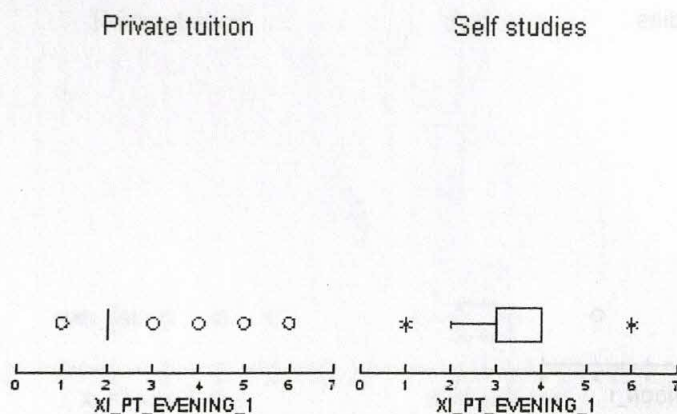 Private tuition
Self studies
0 1 2 3 4 5 6 7
XI_PT_EVENING_1
0 1 2 3 4 5 6 7
XI_PT_EVENING_1